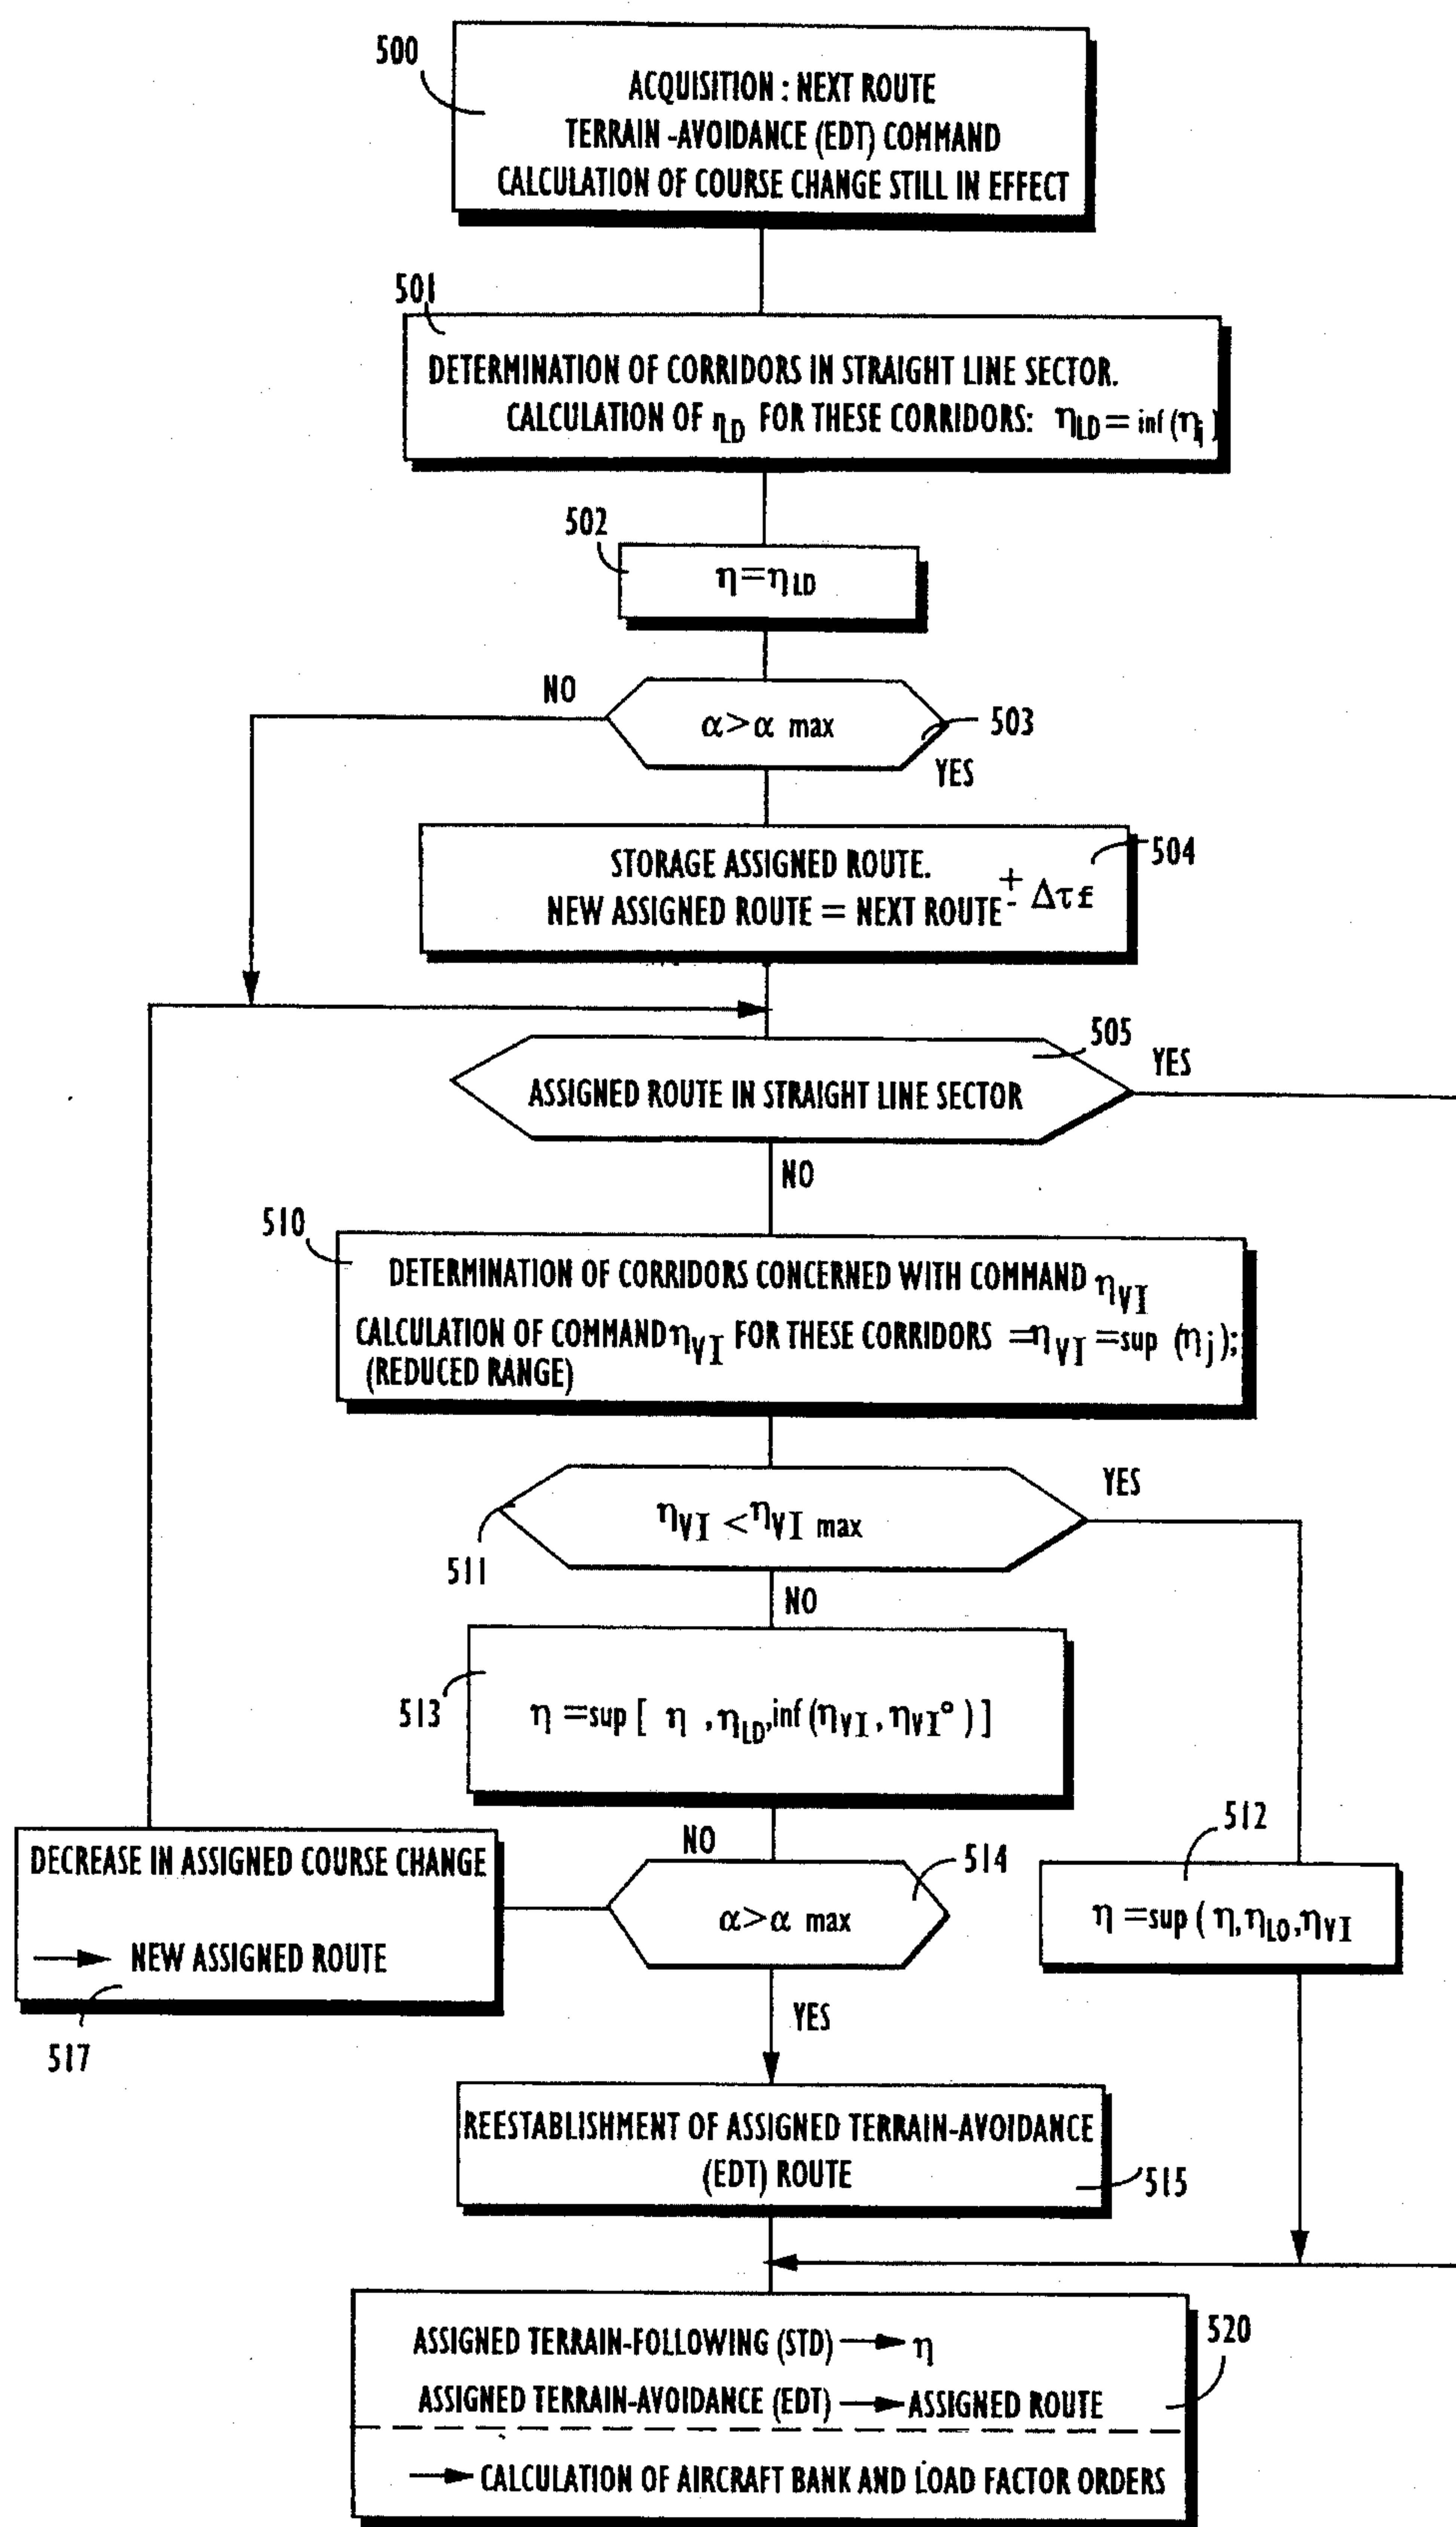 500
ACQUISITION : NEXT ROUTE
TERRAIN -AVOIDANCE (EDT) COMMAND
CALCULATION OF COURSE CHANGE STILL IN EFFECT
501
DETERMINATION OF CORRIDORS IN STRAIGHT LINE SECTOR.
CALCULATION OF ηLD FOR THESE CORRIDORS: ηLD = inf (ηi)
502
η=ηLD
NO
α>α max
503
YES
STORAGE ASSIGNED ROUTE.
NEW ASSIGNED ROUTE = NEXT ROUTE ± Δτf
504
505
YES
ASSIGNED ROUTE IN STRAIGHT LINE SECTOR
NO
510
DETERMINATION OF CORRIDORS CONCERNED WITH COMMAND ηVI
CALCULATION OF COMMAND ηVI FOR THESE CORRIDORS =ηVI =sup (ηj);
(REDUCED RANGE)
YES
ηVI <ηVI max
511
NO
513
η =sup [ η ,ηLD,inf (ηVI, ηVI° ) ]
512
NO
514
DECREASE IN ASSIGNED COURSE CHANGE
α>α max
η =sup ( η,ηLO,ηVI
→ NEW ASSIGNED ROUTE
YES
517
REESTABLISHMENT OF ASSIGNED TERRAIN-AVOIDANCE
(EDT) ROUTE
515
ASSIGNED TERRAIN-FOLLOWING (STD) → η
520
ASSIGNED TERRAIN-AVOIDANCE (EDT) → ASSIGNED ROUTE
→ CALCULATION OF AIRCRAFT BANK AND LOAD FACTOR ORDERS